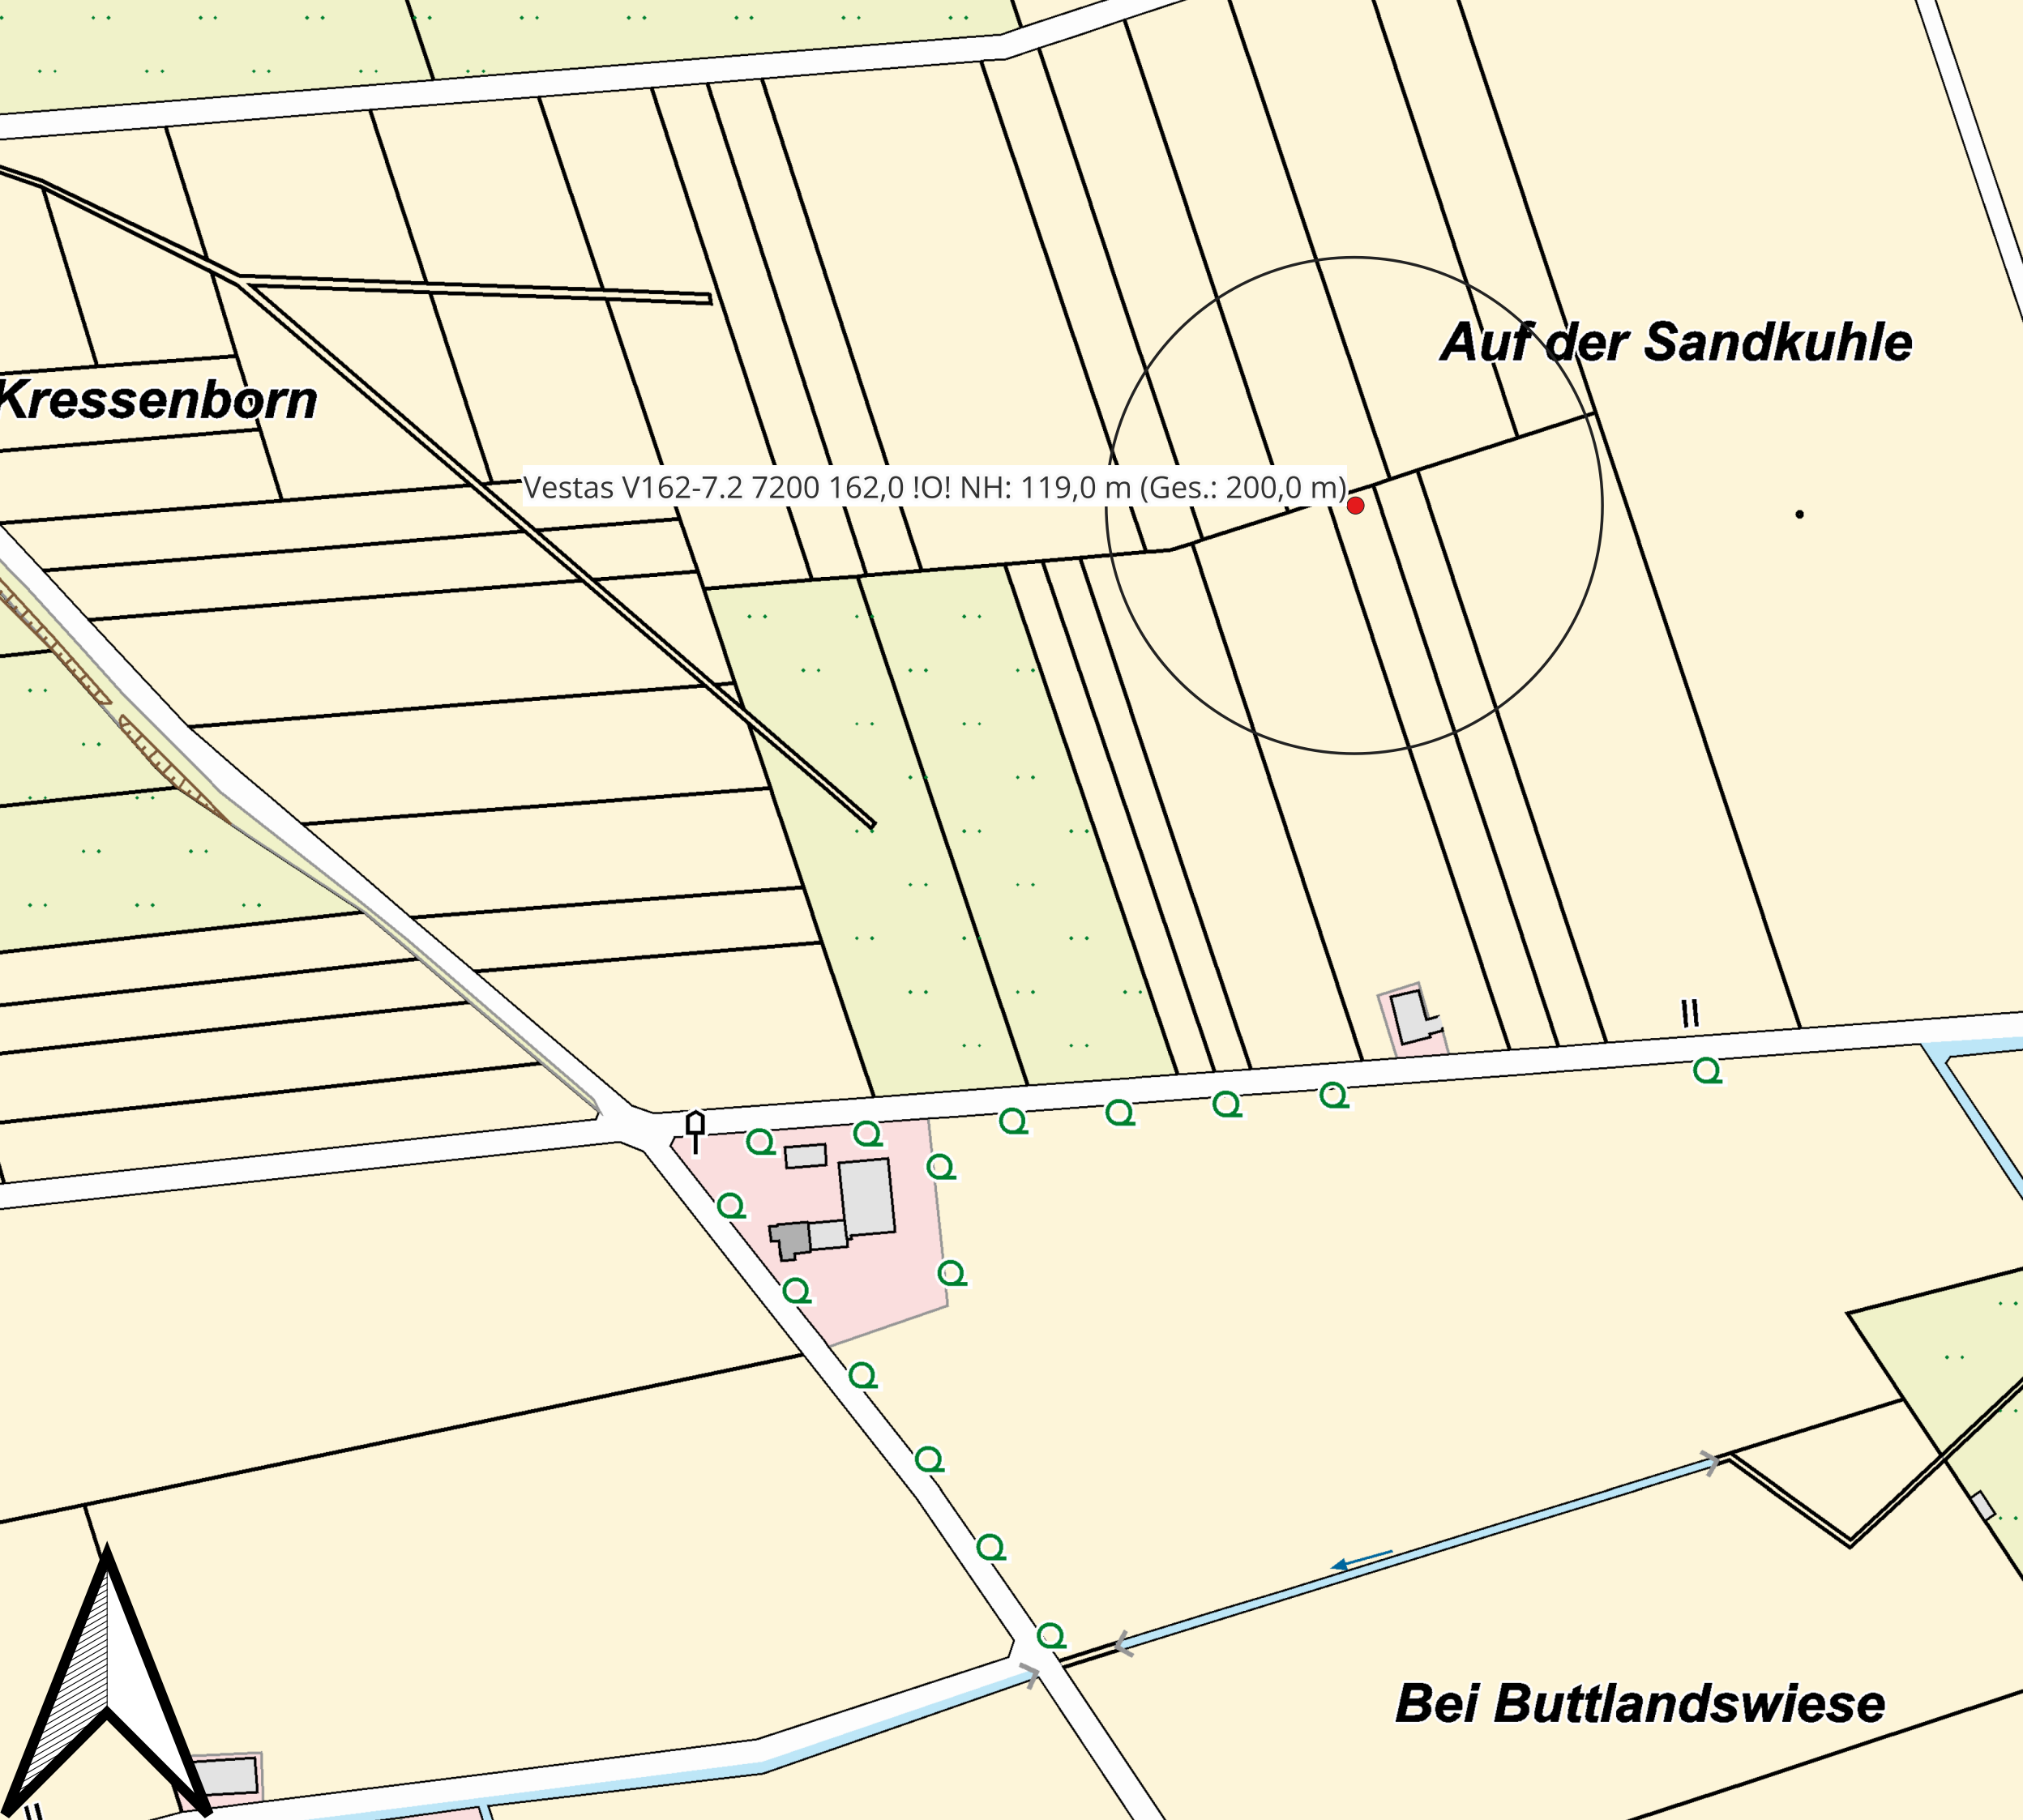 Auf der Sandkuhle
Kressenborn
Vestas V162-7.2 7200 162,0 !O! NH: 119,0 m (Ges.: 200,0 m)
Bei Buttlandswiese